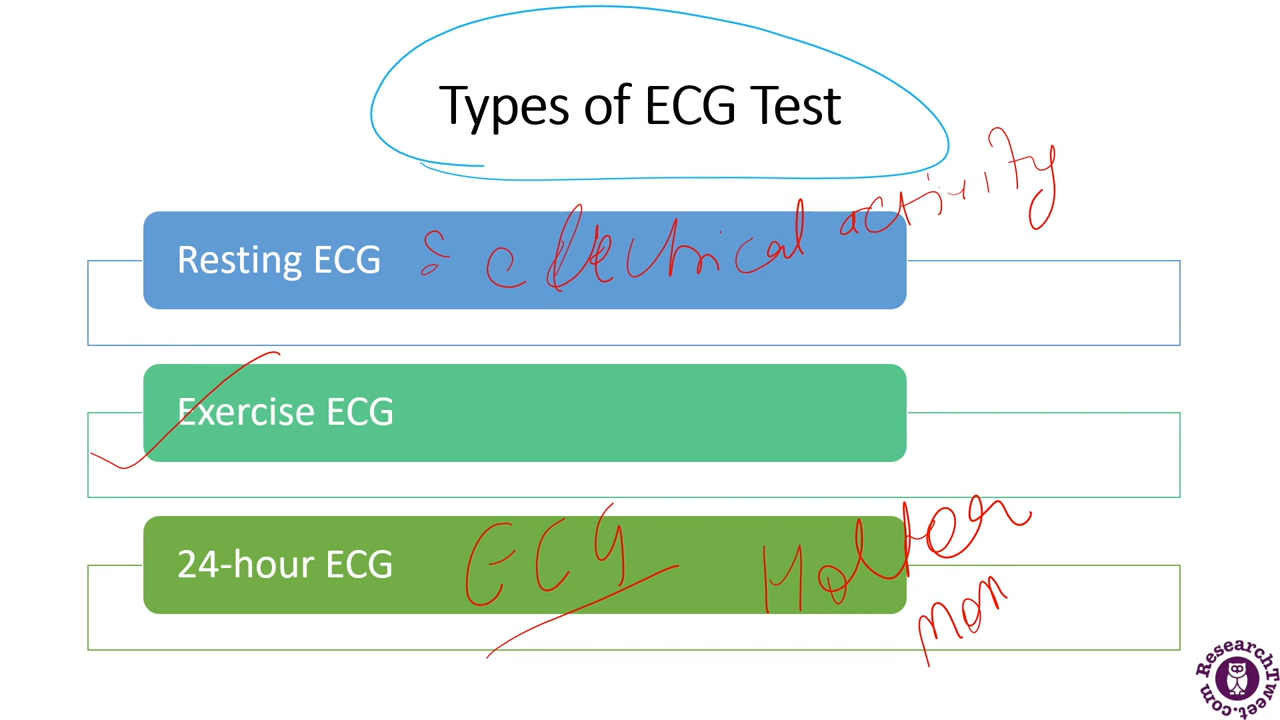 Types of ECG Test
Resting ECG : electrical activity
Exercise ECG
24-hour ECG ECG Holter
mon
ResearchTweet.com